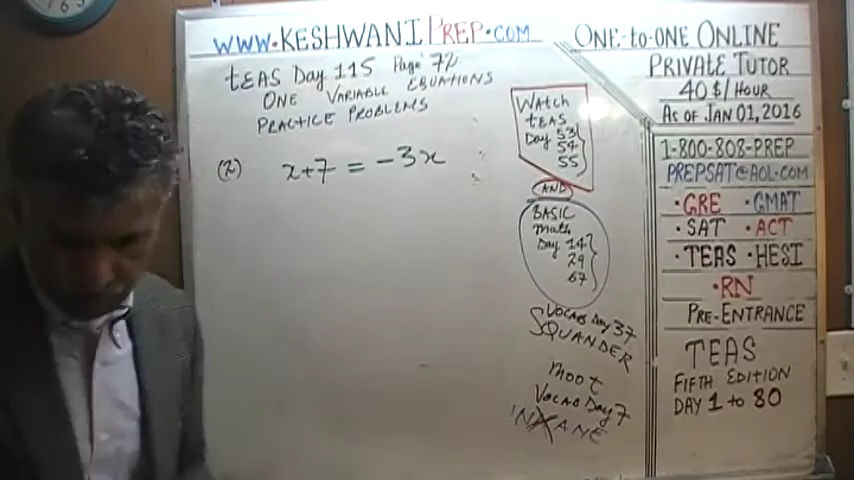 WWW.KESHWANIPREP.COM
TEAS Day 115 Page 72
ONE VARIABLE EQUATIONS
PRACTICE PROBLEMS
(2) x+7 = -3x
Watch
TEAS
Day 53
54
55
AND
BASIC
Math
Day 14
29
67
VOCAB Day 37
SQUANDER
moot
VOCAB Day 7
INANE
ONE-TO-ONE ONLINE
PRIVATE TUTOR
40$/HOUR
AS OF JAN 01, 2016
1-800-808-PREP
PREPSAT@AOL.COM
•GRE •GMAT
•SAT •ACT
•TEAS •HESI
•RN
PRE-ENTRANCE
TEAS
FIFTH EDITION
DAY 1 to 80